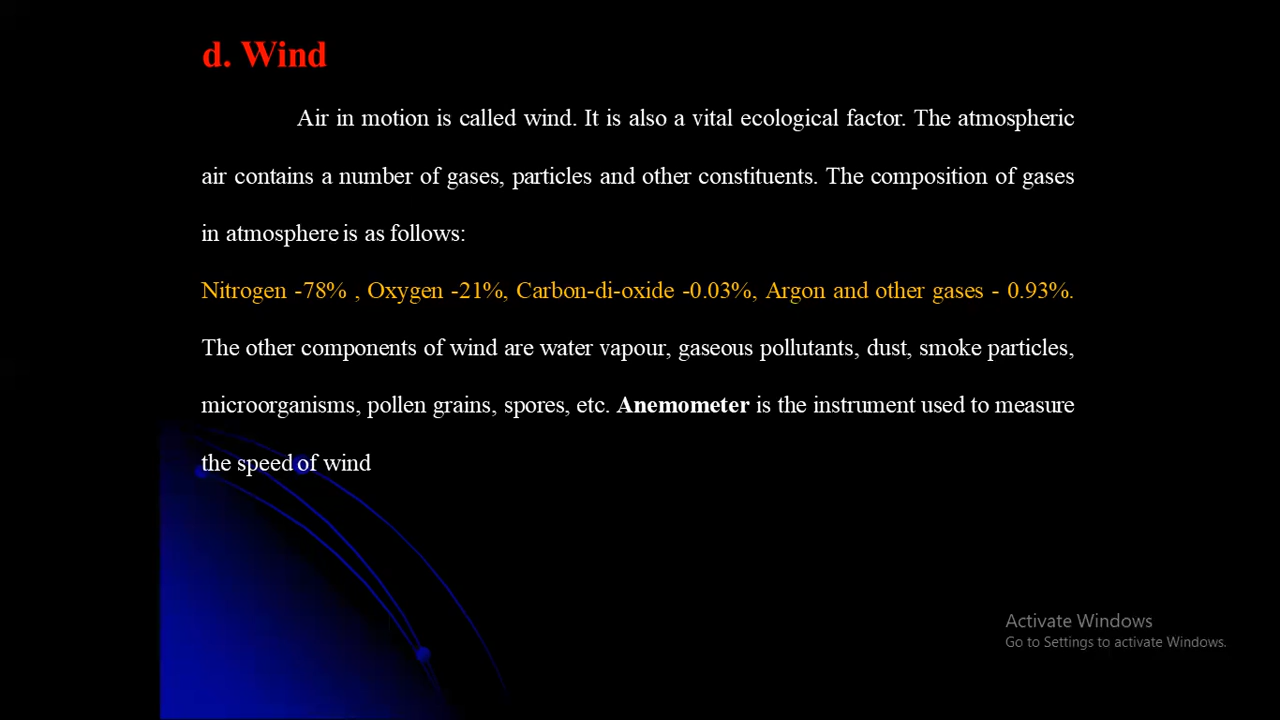 d. Wind
Air in motion is called wind. It is also a vital ecological factor. The atmospheric
air contains a number of gases, particles and other constituents. The composition of gases
in atmosphere is as follows:
Nitrogen -78% , Oxygen -21%, Carbon-di-oxide -0.03%, Argon and other gases - 0.93%.
The other components of wind are water vapour, gaseous pollutants, dust, smoke particles,
microorganisms, pollen grains, spores, etc. Anemometer is the instrument used to measure
the speed of wind
Activate Windows
Go to Settings to activate Windows.